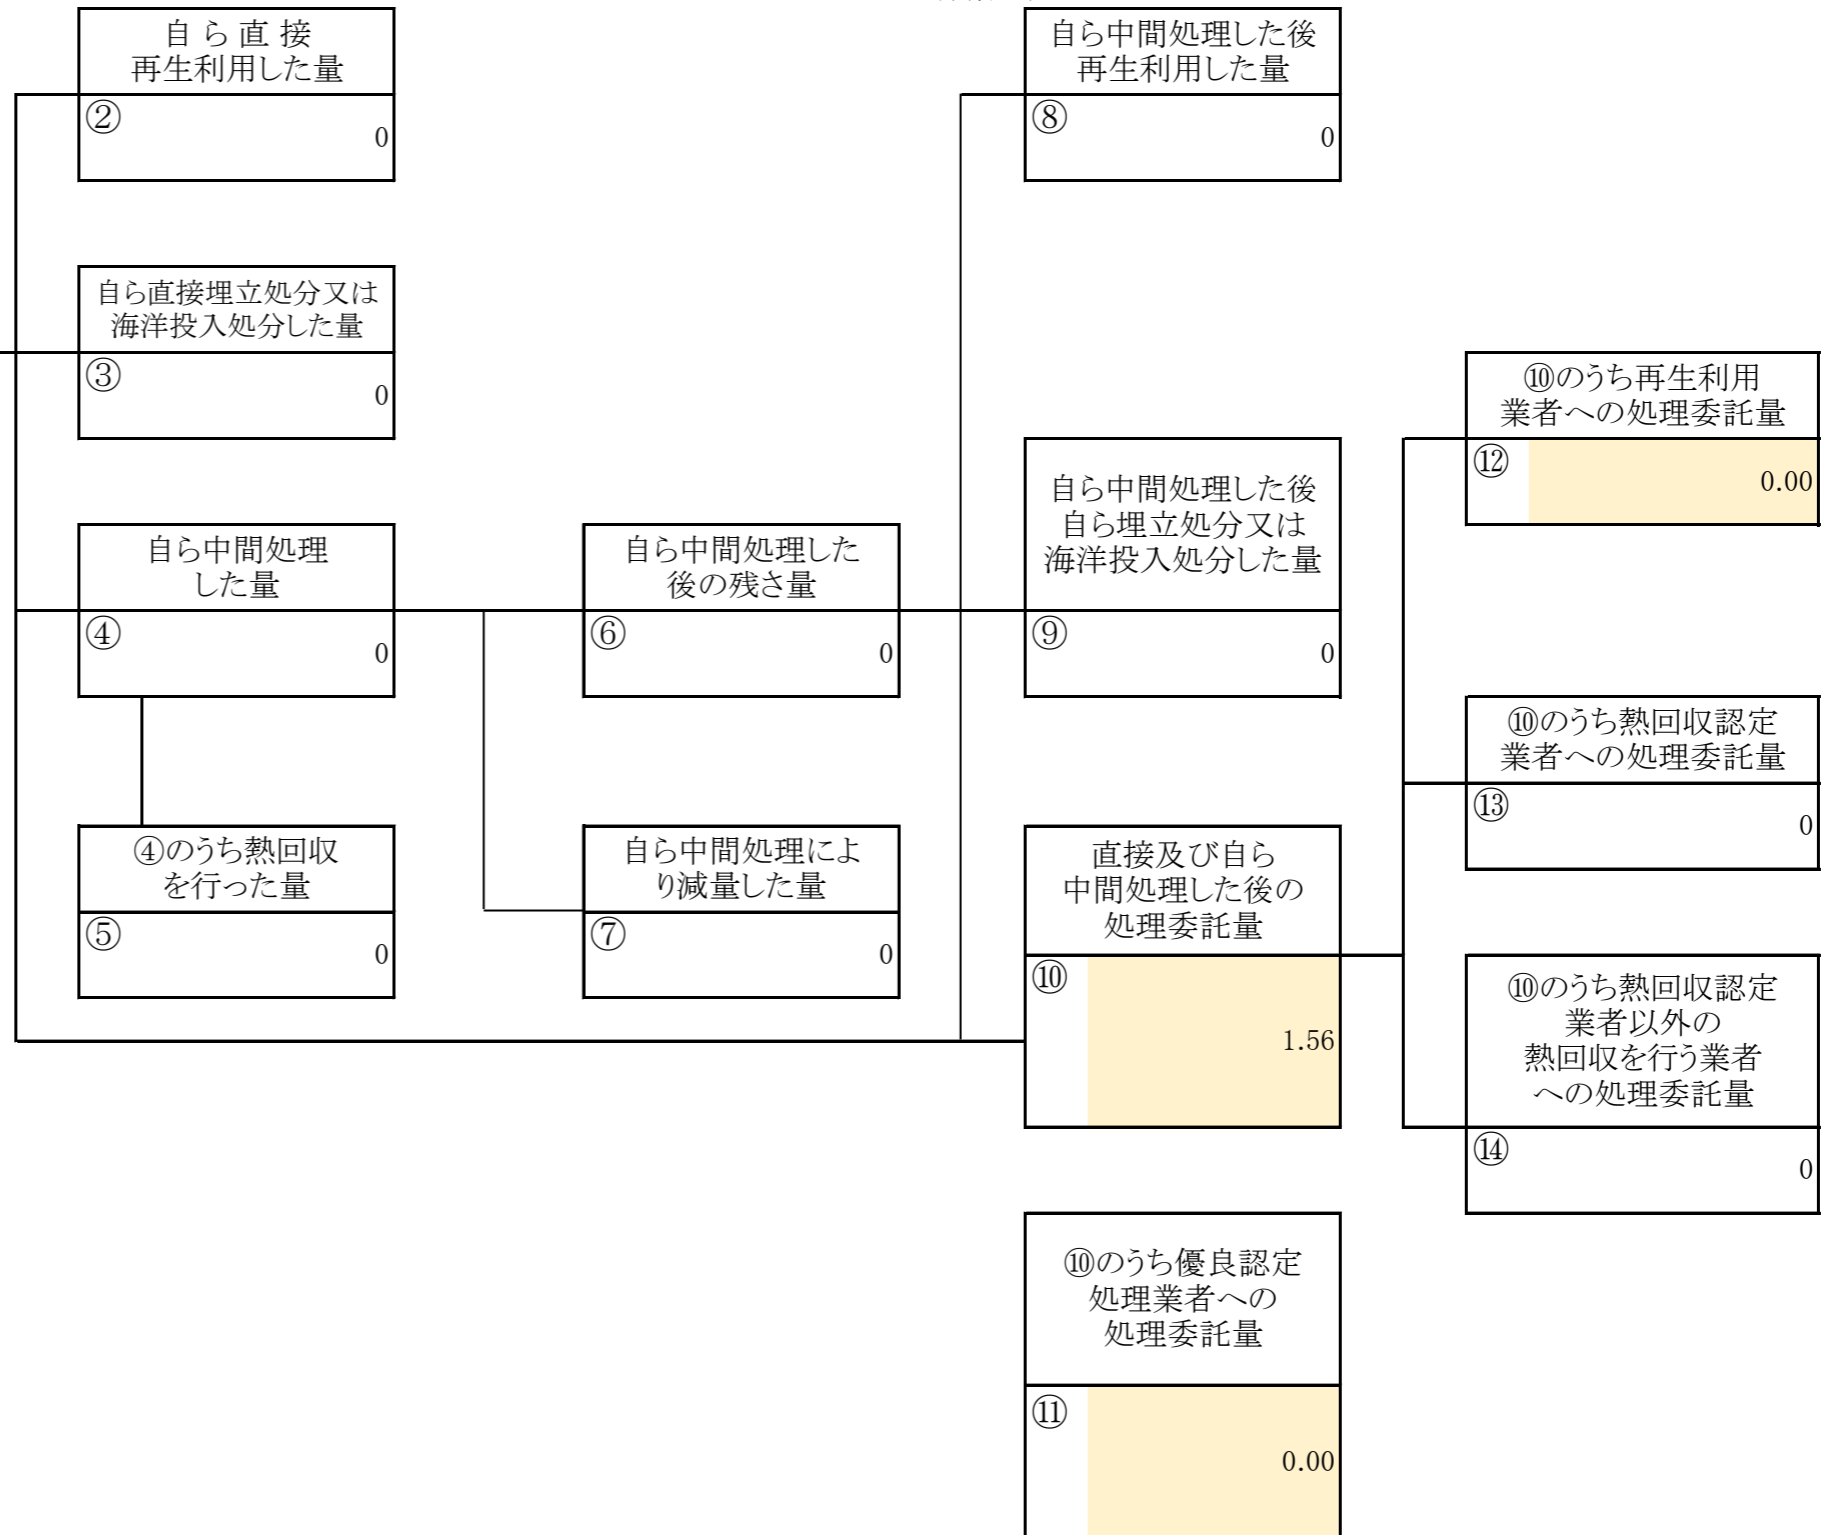 自ら直接
再生利用した量
②
0
自ら中間処理した後
再生利用した量
⑧
0
自ら直接埋立処分又は
海洋投入処分した量
③
0
⑩のうち再生利用
業者への処理委託量
⑫
0.00
自ら中間処理
した量
④
0
自ら中間処理した
後の残さ量
⑥
0
自ら中間処理した後
自ら埋立処分又は
海洋投入処分した量
⑨
0
⑩のうち熱回収認定
業者への処理委託量
⑬
0
④のうち熱回収
を行った量
⑤
0
自ら中間処理によ
り減量した量
⑦
0
直接及び自ら
中間処理した後の
処理委託量
⑩
1.56
⑩のうち熱回収認定
業者以外の
熱回収を行う業者
への処理委託量
⑭
0
⑩のうち優良認定
処理業者への
処理委託量
⑪
0.00